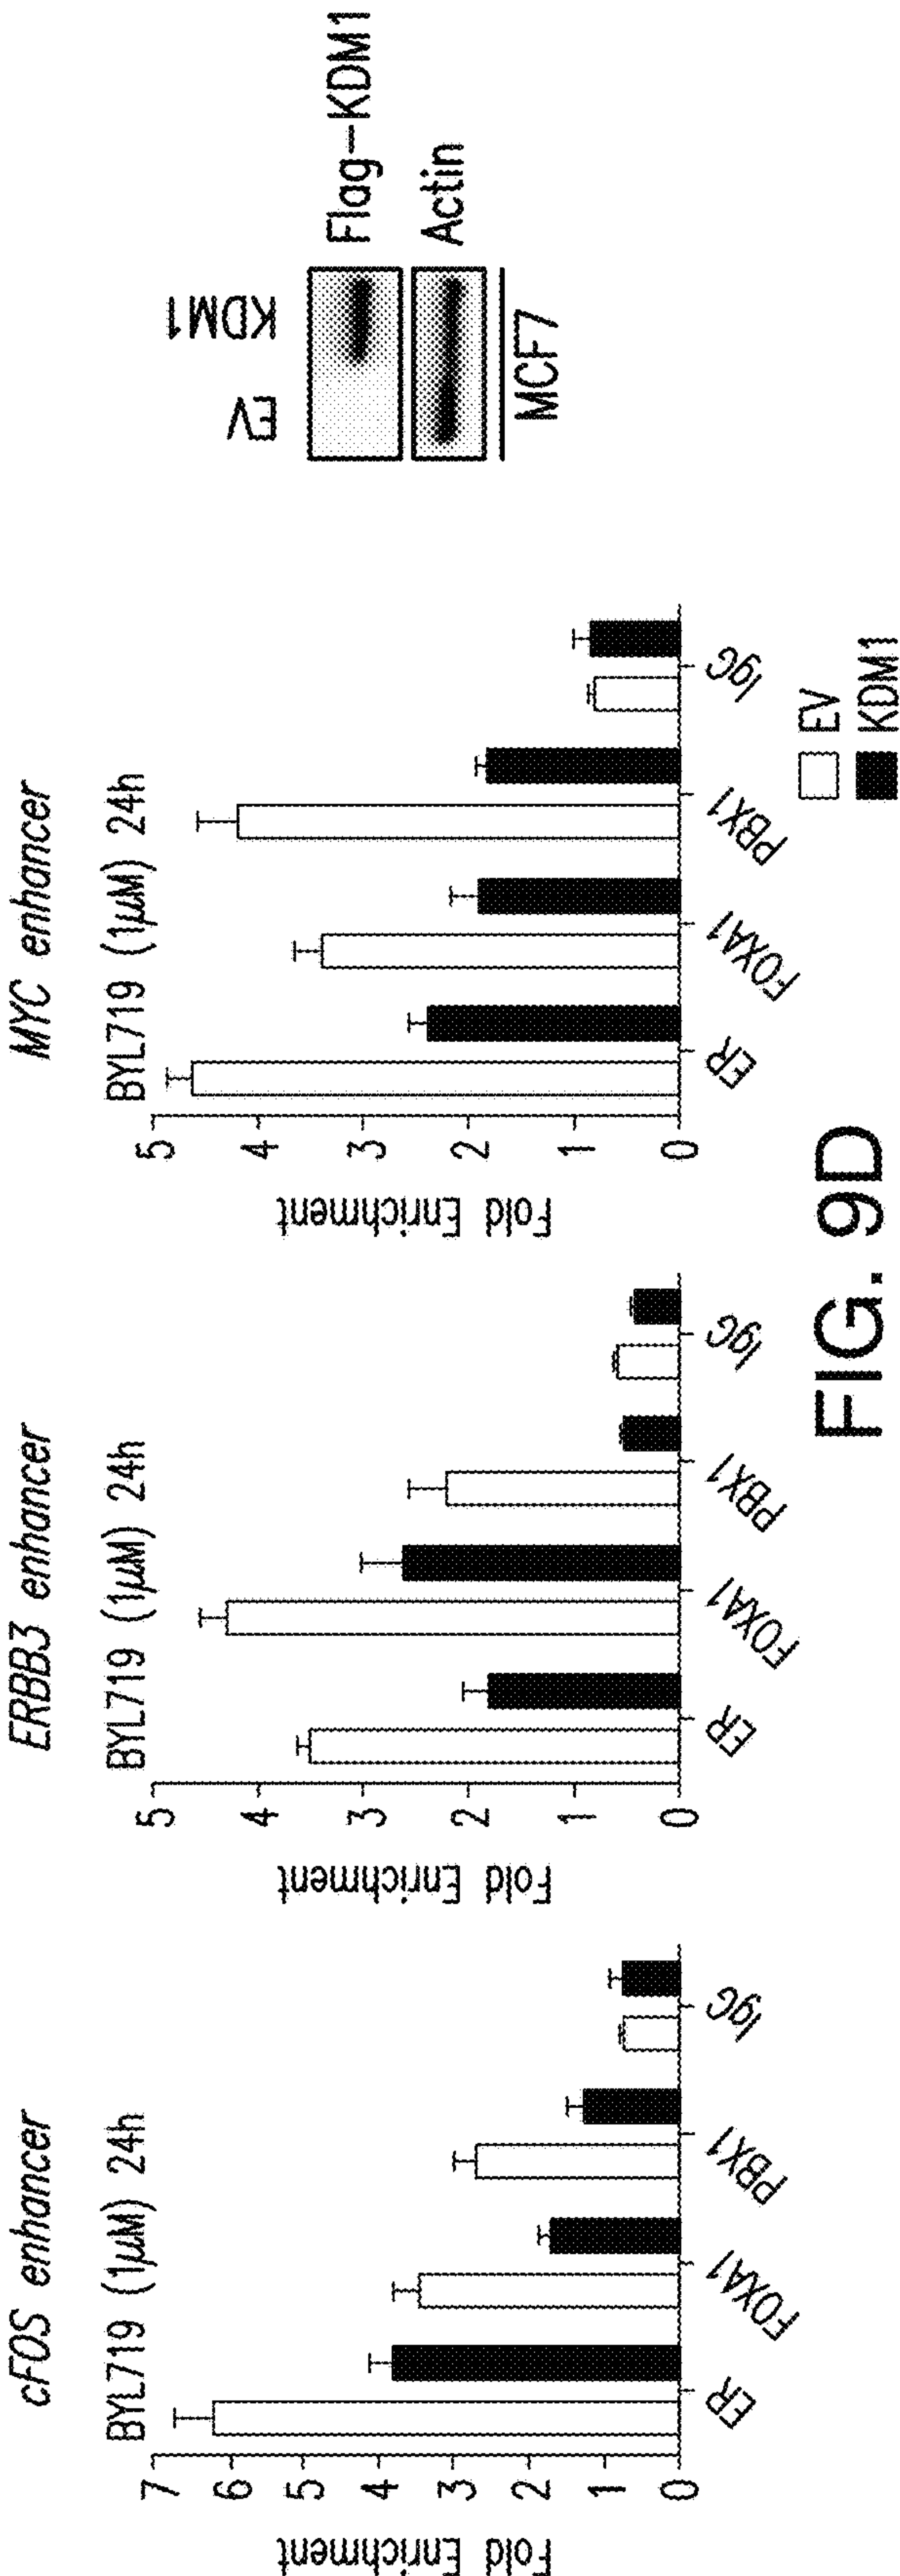 cFOS enhancer
BYL719 (1μM) 24h
Fold Enrichment
7
6
5
4
3
2
1
0
ER
FOXA1
PBX1
IgG
ERBB3 enhancer
BYL719 (1μM) 24h
Fold Enrichment
5
4
3
2
1
0
ER
FOXA1
PBX1
IgG
MYC enhancer
BYL719 (1μM) 24h
Fold Enrichment
5
4
3
2
1
0
ER
FOXA1
PBX1
IgG
EV
KDM1
EV KDM1
Flag-KDM1
Actin
MCF7
FIG. 9D